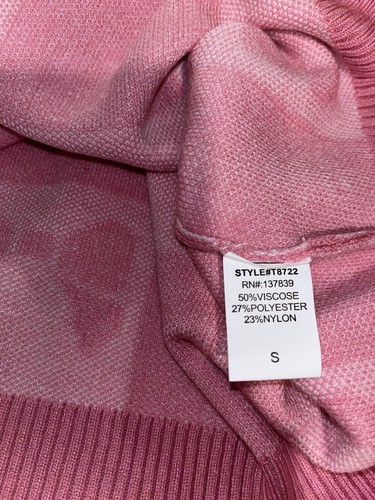 STYLE#T8722
RN#:137839
50%VISCOSE
27%POLYESTER
23%NYLON
S